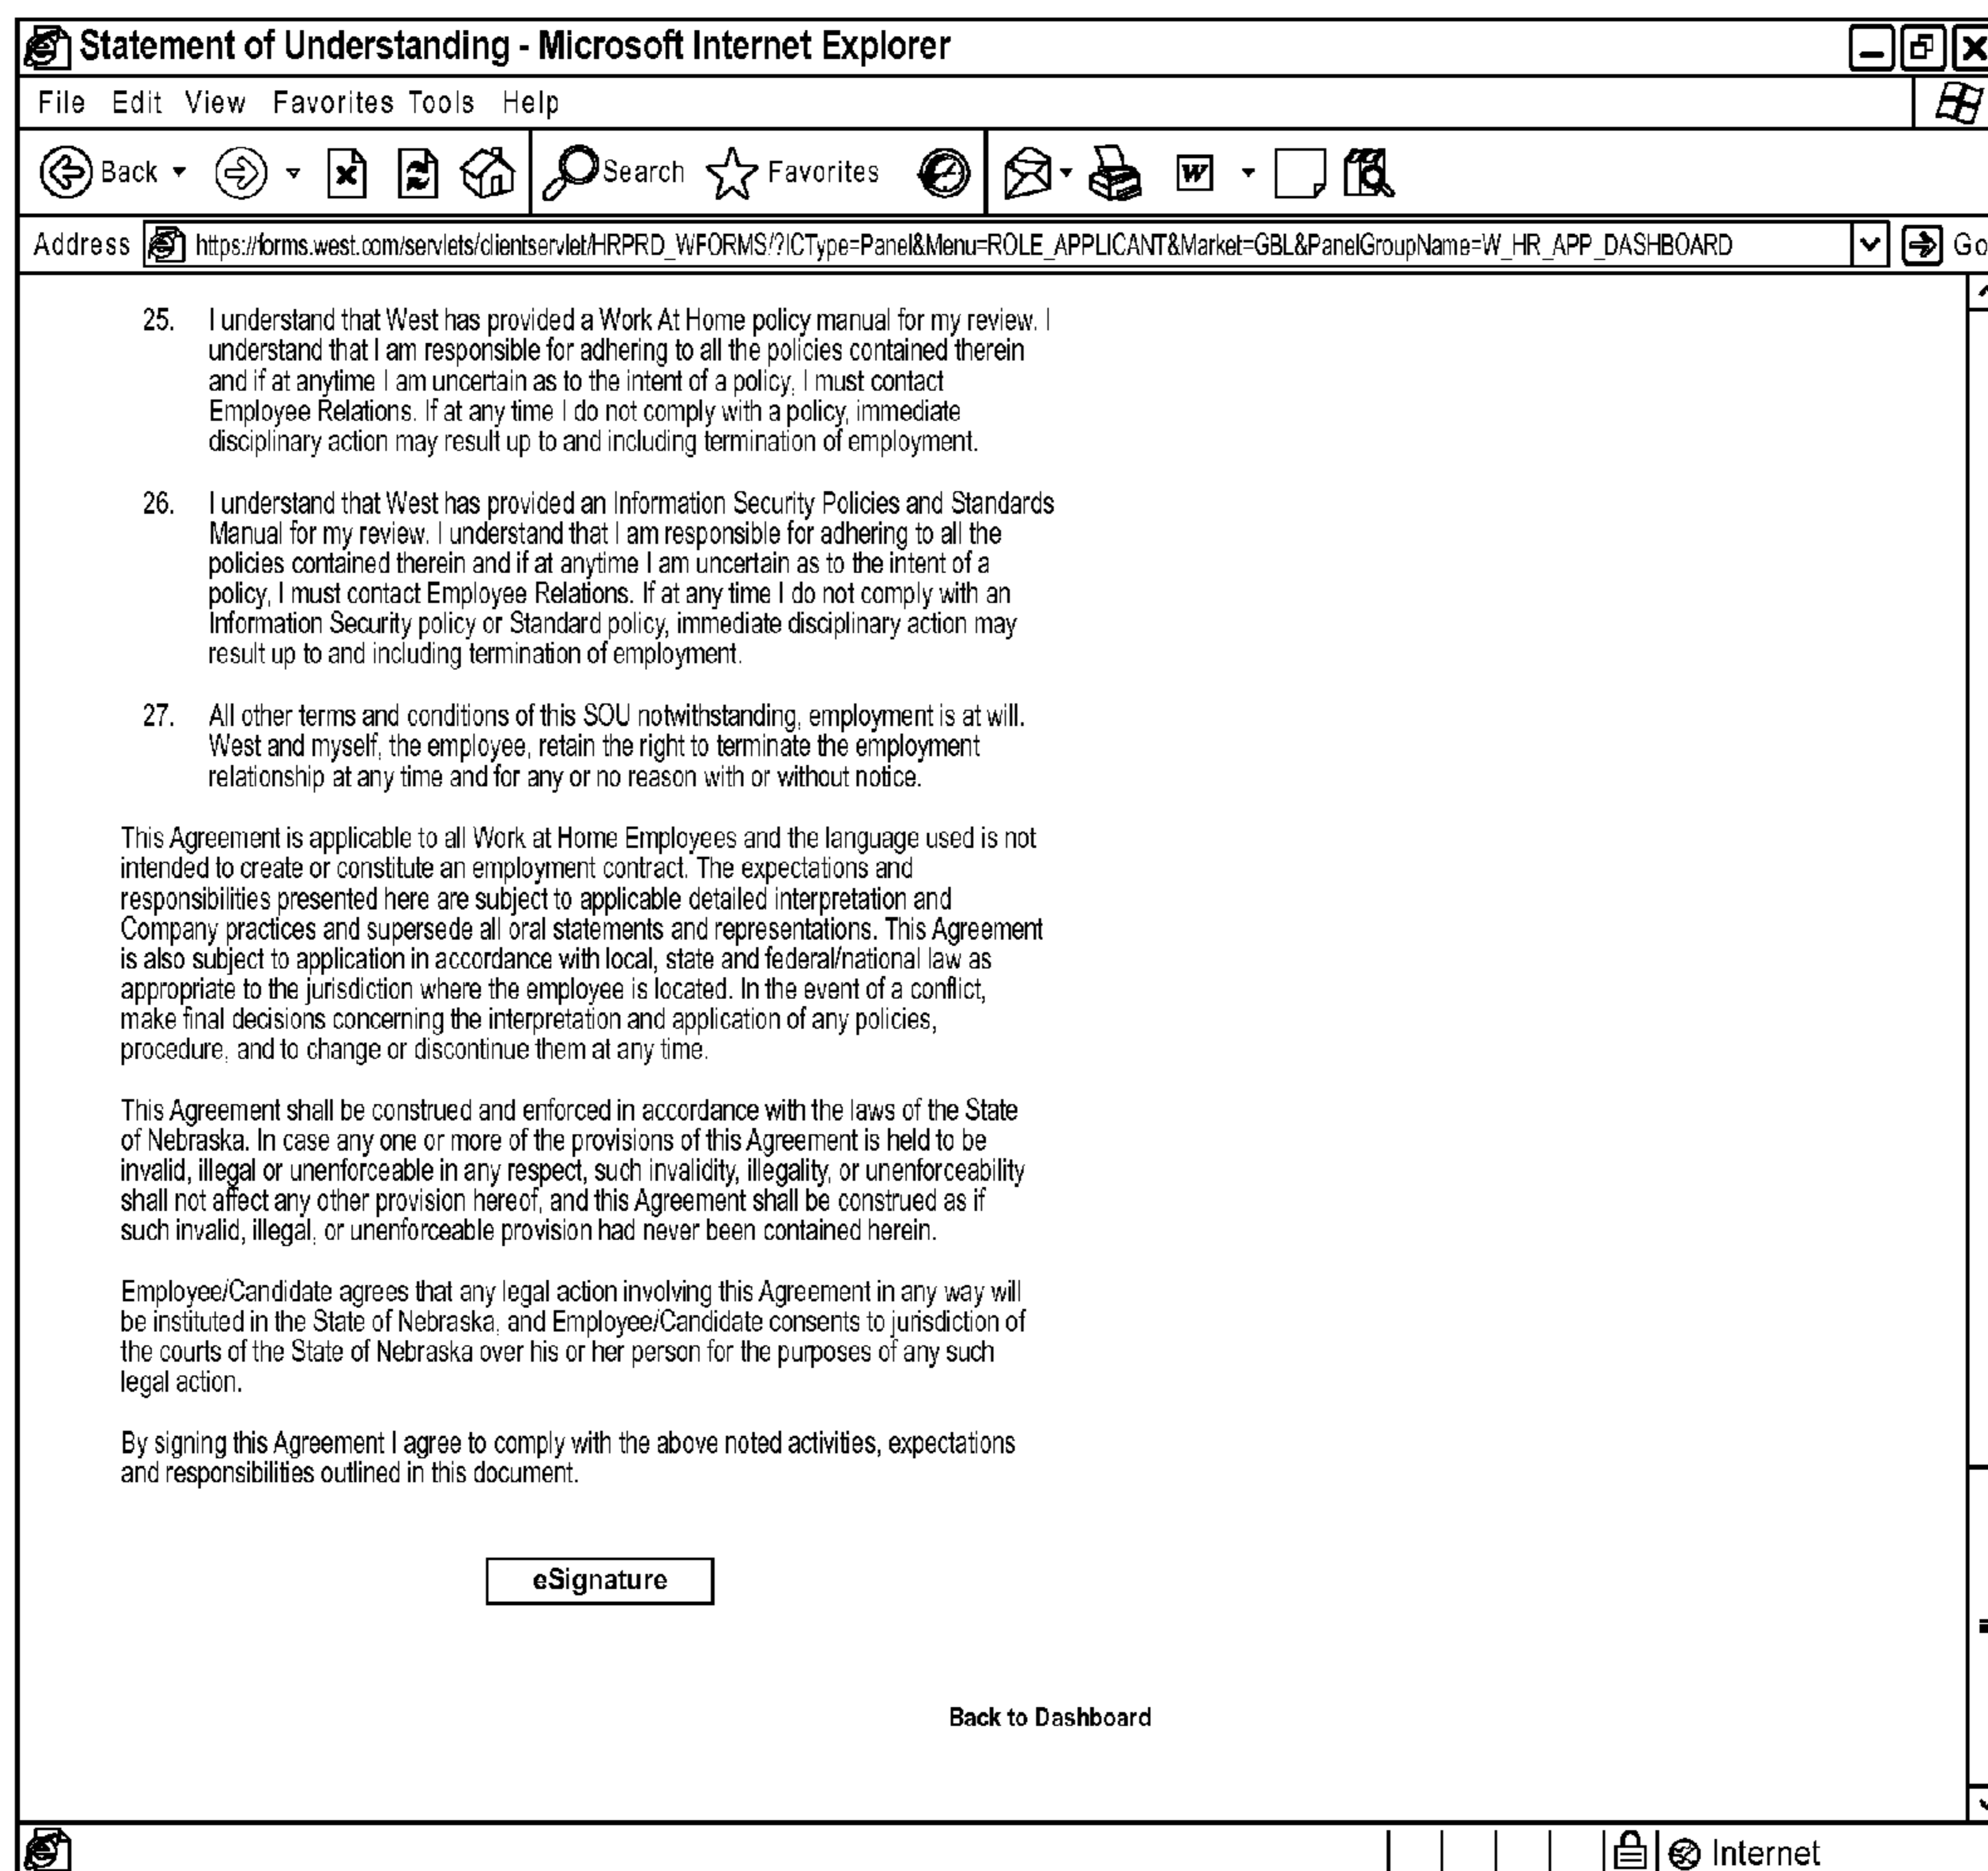 Statement of Understanding - Microsoft Internet Explorer
File Edit View Favorites Tools Help
Back Search Favorites W
Address https://forms.west.com/servlets/clientservlet/HRPRD_WFORMS/?ICType=Panel&Menu=ROLE_APPLICANT&Market=GBL&PanelGroupName=W_HR_APP_DASHBOARD Go
25. I understand that West has provided a Work At Home policy manual for my review. I
understand that I am responsible for adhering to all the policies contained therein
and if at anytime I am uncertain as to the intent of a policy, I must contact
Employee Relations. If at any time I do not comply with a policy, immediate
disciplinary action may result up to and including termination of employment.
26. I understand that West has provided an Information Security Policies and Standards
Manual for my review. I understand that I am responsible for adhering to all the
policies contained therein and if at anytime I am uncertain as to the intent of a
policy, I must contact Employee Relations. If at any time I do not comply with an
Information Security policy or Standard policy, immediate disciplinary action may
result up to and including termination of employment.
27. All other terms and conditions of this SOU notwithstanding, employment is at will.
West and myself, the employee, retain the right to terminate the employment
relationship at any time and for any or no reason with or without notice.
This Agreement is applicable to all Work at Home Employees and the language used is not
intended to create or constitute an employment contract. The expectations and
responsibilities presented here are subject to applicable detailed interpretation and
Company practices and supersede all oral statements and representations. This Agreement
is also subject to application in accordance with local, state and federal/national law as
appropriate to the jurisdiction where the employee is located. In the event of a conflict,
make final decisions concerning the interpretation and application of any policies,
procedure, and to change or discontinue them at any time.
This Agreement shall be construed and enforced in accordance with the laws of the State
of Nebraska. In case any one or more of the provisions of this Agreement is held to be
invalid, illegal or unenforceable in any respect, such invalidity, illegality, or unenforceability
shall not affect any other provision hereof, and this Agreement shall be construed as if
such invalid, illegal, or unenforceable provision had never been contained herein.
Employee/Candidate agrees that any legal action involving this Agreement in any way will
be instituted in the State of Nebraska, and Employee/Candidate consents to jurisdiction of
the courts of the State of Nebraska over his or her person for the purposes of any such
legal action.
By signing this Agreement I agree to comply with the above noted activities, expectations
and responsibilities outlined in this document.
eSignature
Back to Dashboard
Internet